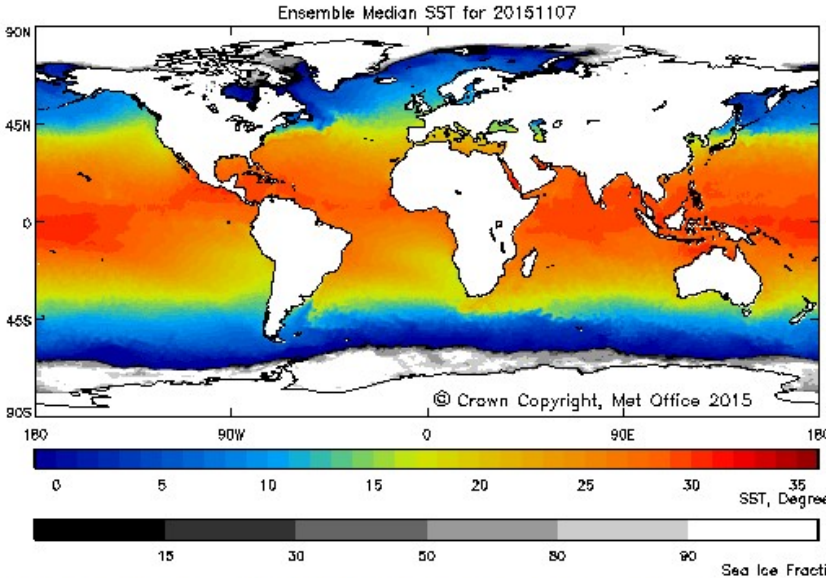 Ensemble Median SST for 20151107
90N
45N
0
45S
90S
© Crown Copyright, Met Office 2015
180 90W 0 90E 180
0 5 10 15 20 25 30 35
SST, Degree
15 30 50 80 90
Sea Ice Fracti